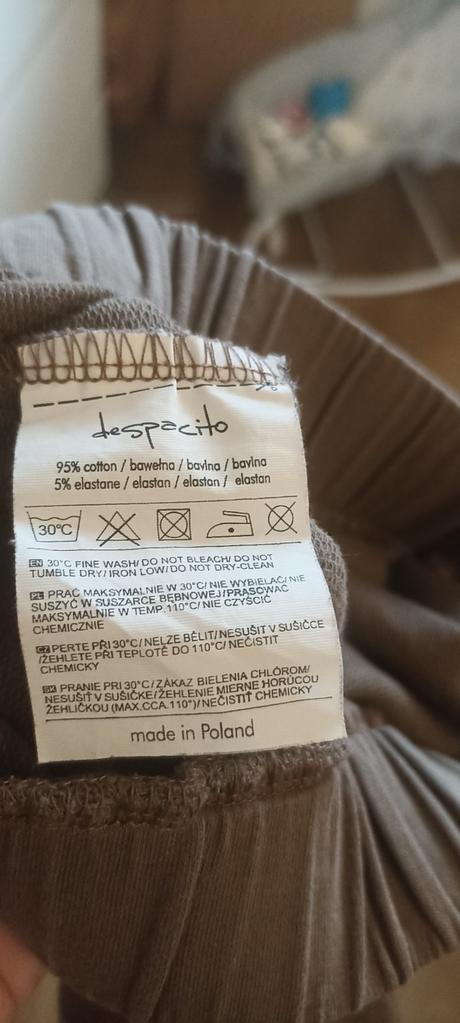 despacito
95% cotton / bawełna / bavlna / bavlna
5% elastane / elastan / elastan / elastan
30°C
EN 30°C FINE WASH/ DO NOT BLEACH/ DO NOT
TUMBLE DRY/ IRON LOW/ DO NOT DRY-CLEAN
PL PRAĆ MAKSYMALNIE W 30°C/ NIE WYBIELAĆ/ NIE
SUSZYĆ W SUSZARCE BĘBNOWEJ/PRASOWAĆ
MAKSYMALNIE W TEMP.110°C/ NIE CZYŚCIĆ
CHEMICZNIE
CZ PERTE PŘI 30°C/ NELZE BĚLIT/ NESUŠIT V SUŠIČCE
/ŽEHLETE PŘI TEPLOTĚ DO 110°C/ NEČISTIT
CHEMICKY
SK PRANIE PRI 30°C/ ZÁKAZ BIELENIA CHLÓROM/
NESUŠIŤ V SUŠIČKE/ŽEHLENIE MIERNE HORÚCOU
ŽEHLIČKOU (MAX.CCA.110°)/ NEČISTIŤ CHEMICKY
made in Poland